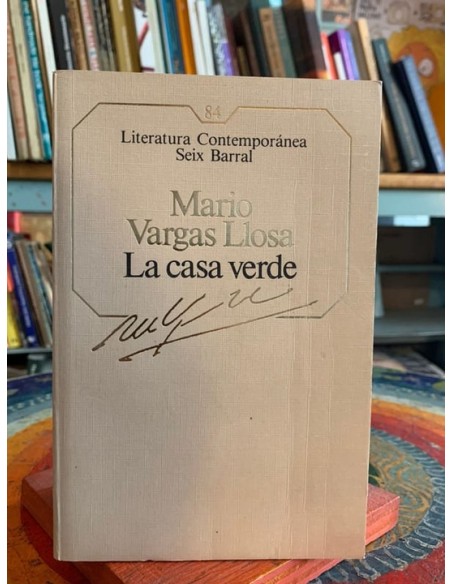 84
Literatura Contemporánea
Seix Barral
Mario
Vargas Llosa
La casa verde